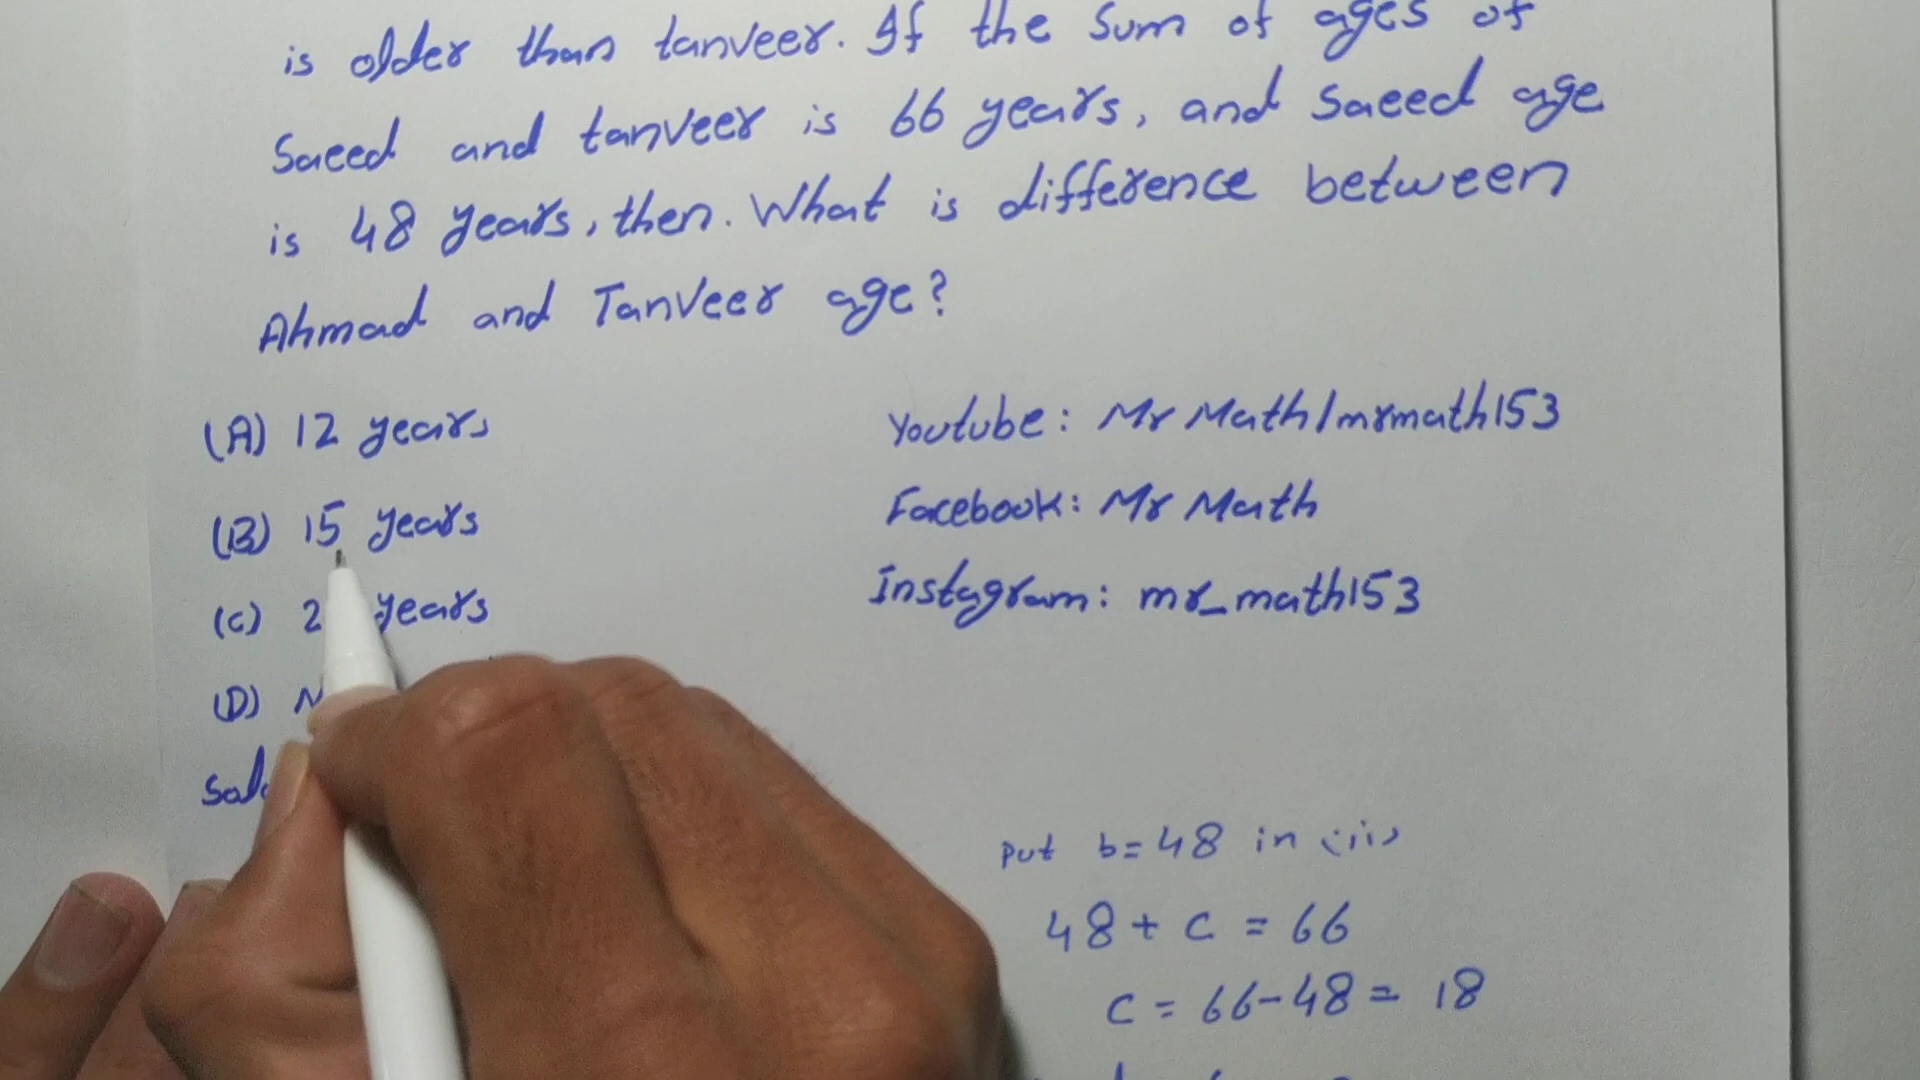 is older than tanveer. If the Sum of ages of
Saeed and tanveer is 66 years, and Saeed age
is 48 years, then. What is difference between
Ahmad and Tanveer age?
(A) 12 years
(B) 15 years
(C) 2 years
(D) N
Youtube: Mr Math/mrmath153
Facebook: Mr Math
Instagram: mr_math153
put b=48 in (ii)
48 + c = 66
c = 66-48 = 18